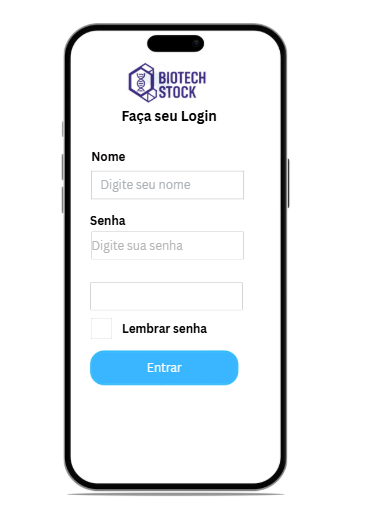 BIOTECH
STOCK
Faça seu Login
Nome
Digite seu nome
Senha
Digite sua senha
Lembrar senha
Entrar